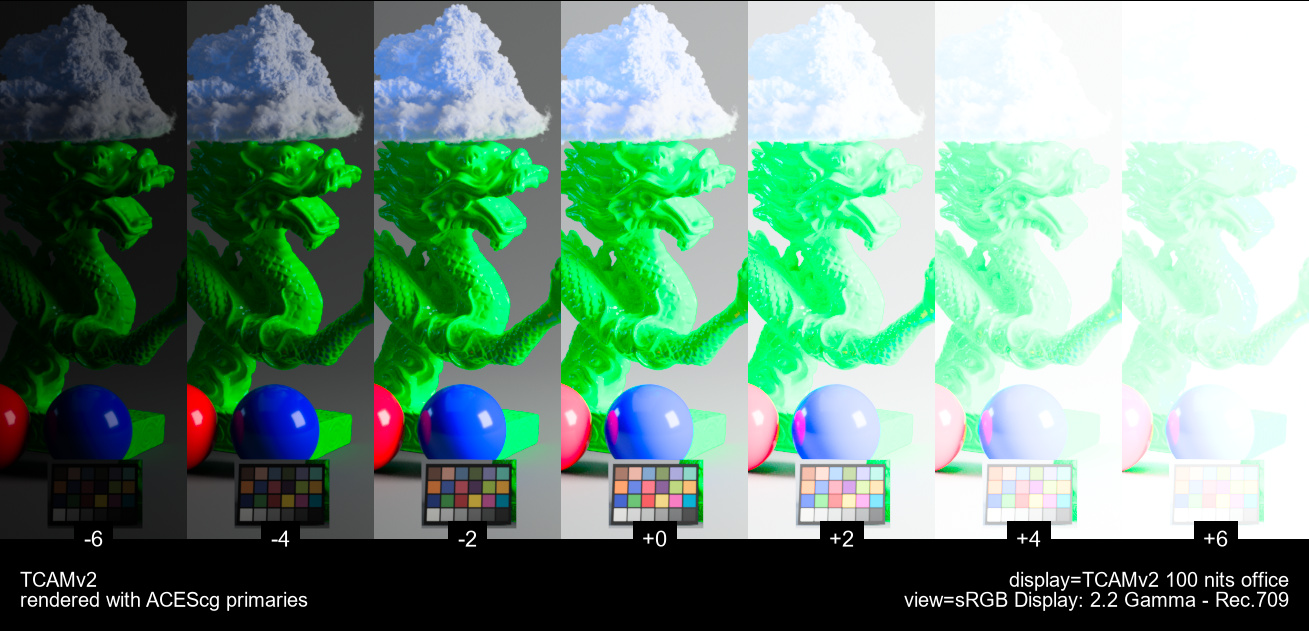 -6
-4
-2
+0
+2
+4
+6
TCAMv2
rendered with ACEScg primaries
display=TCAMv2 100 nits office
view=sRGB Display: 2.2 Gamma - Rec.709